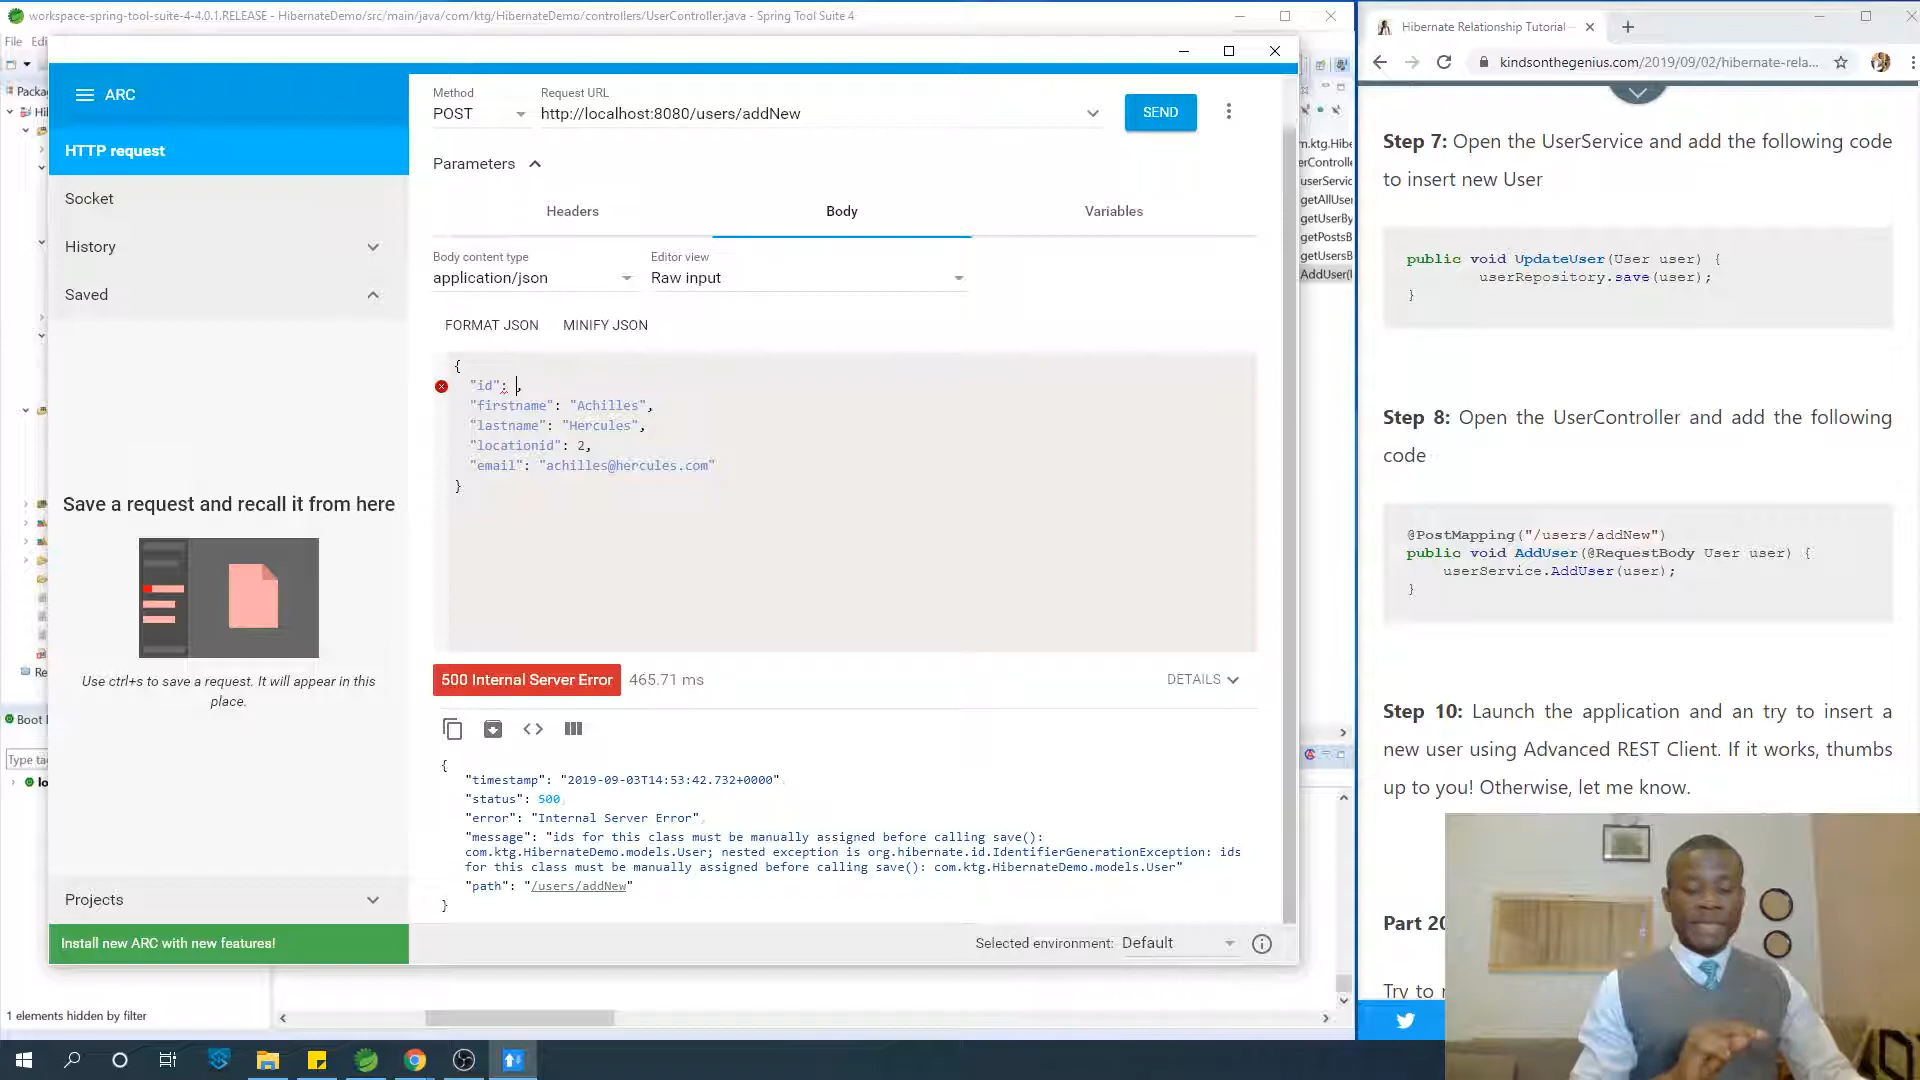 workspace-spring-tool-suite-4-4.0.1.RELEASE - HibernateDemo/src/main/java/com/ktg/HibernateDemo/controllers/UserController.java - Spring Tool Suite 4
File
ARC
HTTP request
Socket
History
Saved
Save a request and recall it from here
Use ctrl+s to save a request. It will appear in this
place.
Projects
Install new ARC with new features!
1 elements hidden by filter
Method
POST
Request URL
http://localhost:8080/users/addNew
SEND
Parameters
Headers
Body
Variables
Body content type
application/json
Editor view
Raw input
FORMAT JSON
MINIFY JSON
{
"id": ,
"firstname": "Achilles",
"lastname": "Hercules",
"locationid": 2,
"email": "achilles@hercules.com"
}
500 Internal Server Error
465.71 ms
DETAILS
{
"timestamp": "2019-09-03T14:53:42.732+0000",
"status": 500,
"error": "Internal Server Error",
"message": "ids for this class must be manually assigned before calling save():
com.ktg.HibernateDemo.models.User; nested exception is org.hibernate.id.IdentifierGenerationException: ids
for this class must be manually assigned before calling save(): com.ktg.HibernateDemo.models.User"
"path": "/users/addNew"
}
Selected environment:
Default
Hibernate Relationship Tutorial
kindsonthegenius.com/2019/09/02/hibernate-rela...
Step 7: Open the UserService and add the following code
to insert new User
public void UpdateUser(User user) {
userRepository.save(user);
}
Step 8: Open the UserController and add the following
code
@PostMapping("/users/addNew")
public void AddUser(@RequestBody User user) {
userService.AddUser(user);
}
Step 10: Launch the application and an try to insert a
new user using Advanced REST Client. If it works, thumbs
up to you! Otherwise, let me know.
Part 20
Try to